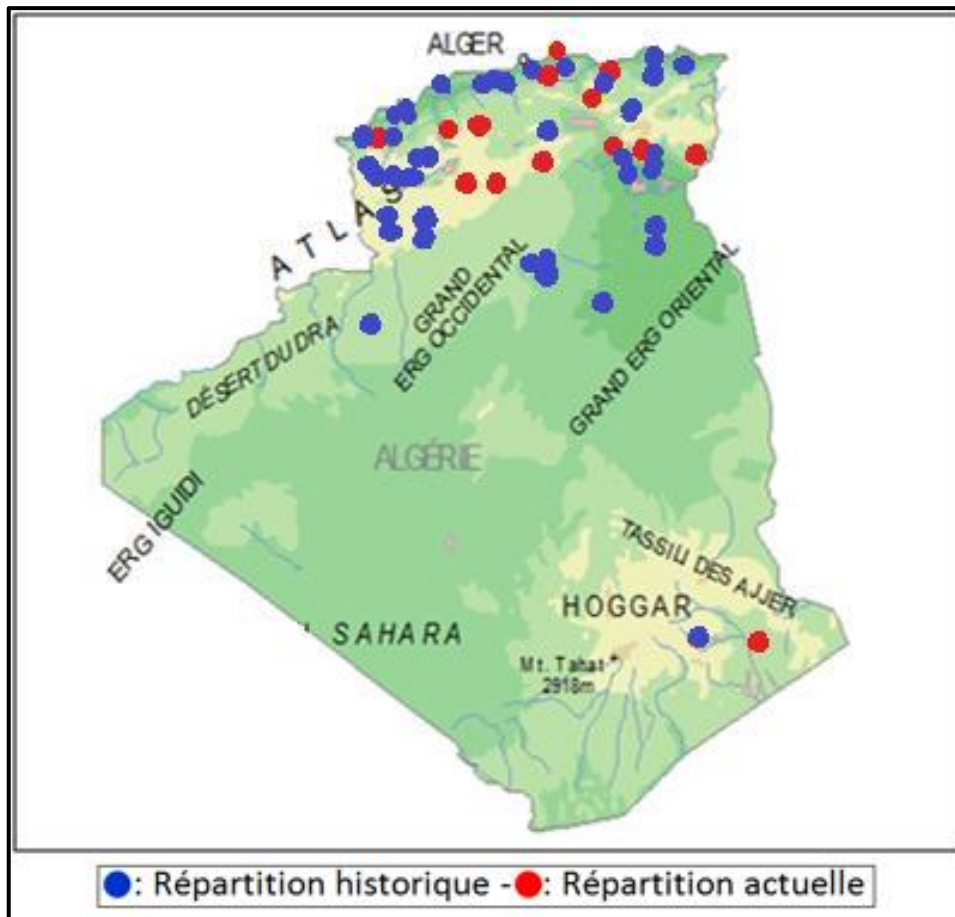 ALGER
ATLAS
DÉSERT DU DRA
GRAND
ERG OCCIDENTAL
GRAND ERG ORIENTAL
ALGÉRIE
ERG IGUIDI
TASSILI DES AJJER
HOGGAR
SAHARA
Mt. Tahat
2918m
: Répartition historique - : Répartition actuelle